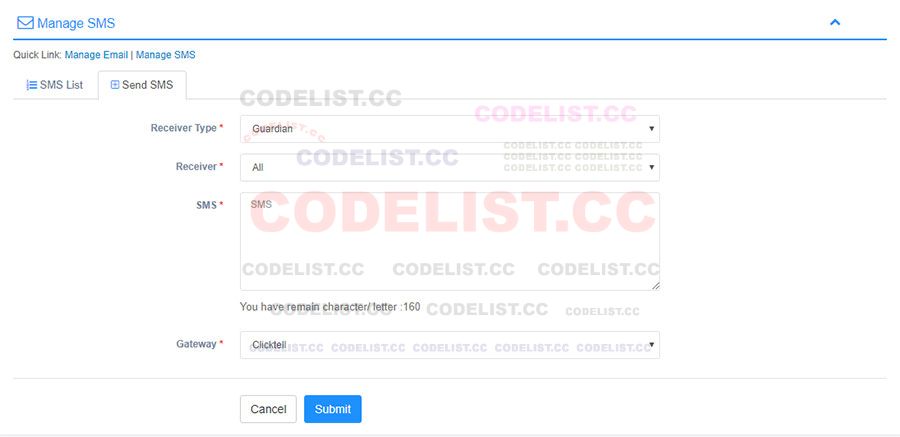 Manage SMS
Quick Link: Manage Email | Manage SMS
SMS List Send SMS
CODELIST.CC
CODELIST.CC
Receiver Type * Guardian
CODELIST.CC
CODELIST.CC
CODELIST.CC CODELIST.CC
CODELIST.CC CODELIST.CC
CODELIST.CC CODELIST.CC
Receiver * All
SMS * SMS
CODELIST.CC
CODELIST.CC CODELIST.CC CODELIST.CC
You have remain character/ letter :160
CODELIST.CC CODELIST.CC CODELIST.CC
Gateway * Clicktell
CODELIST.CC CODELIST.CC CODELIST.CC CODELIST.CC CODELIST.CC
Cancel Submit